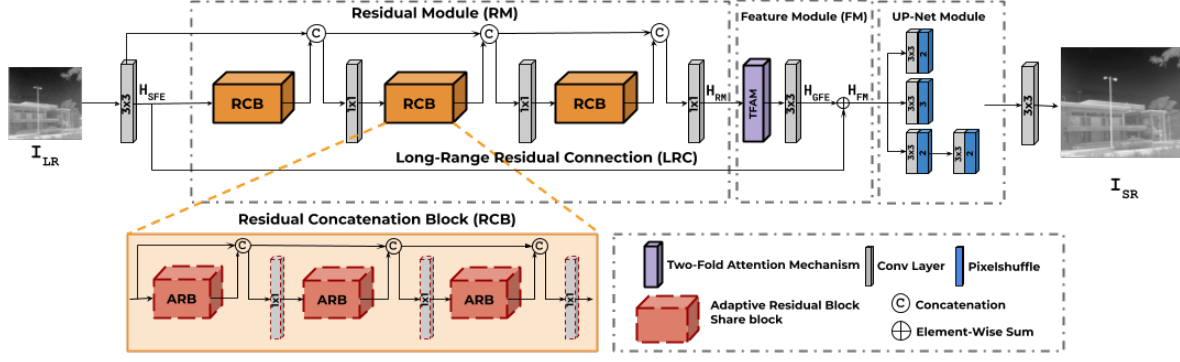 Residual Module (RM)
Feature Module (FM)
UP-Net Module
C
C
C
3x3
H_SFE
RCB
1x1
RCB
1x1
RCB
1x1
H_RM
TFAM
3x3
H_GFE
H_FM
3x3
2
3x3
3
3x3
2
3x3
2
3x3
I_LR
Long-Range Residual Connection (LRC)
I_SR
Residual Concatenation Block (RCB)
C
C
C
ARB
1x1
ARB
1x1
ARB
1x1
Two-Fold Attention Mechanism
Conv Layer
Pixelshuffle
Adaptive Residual Block
Share block
C
Concatenation
Element-Wise Sum